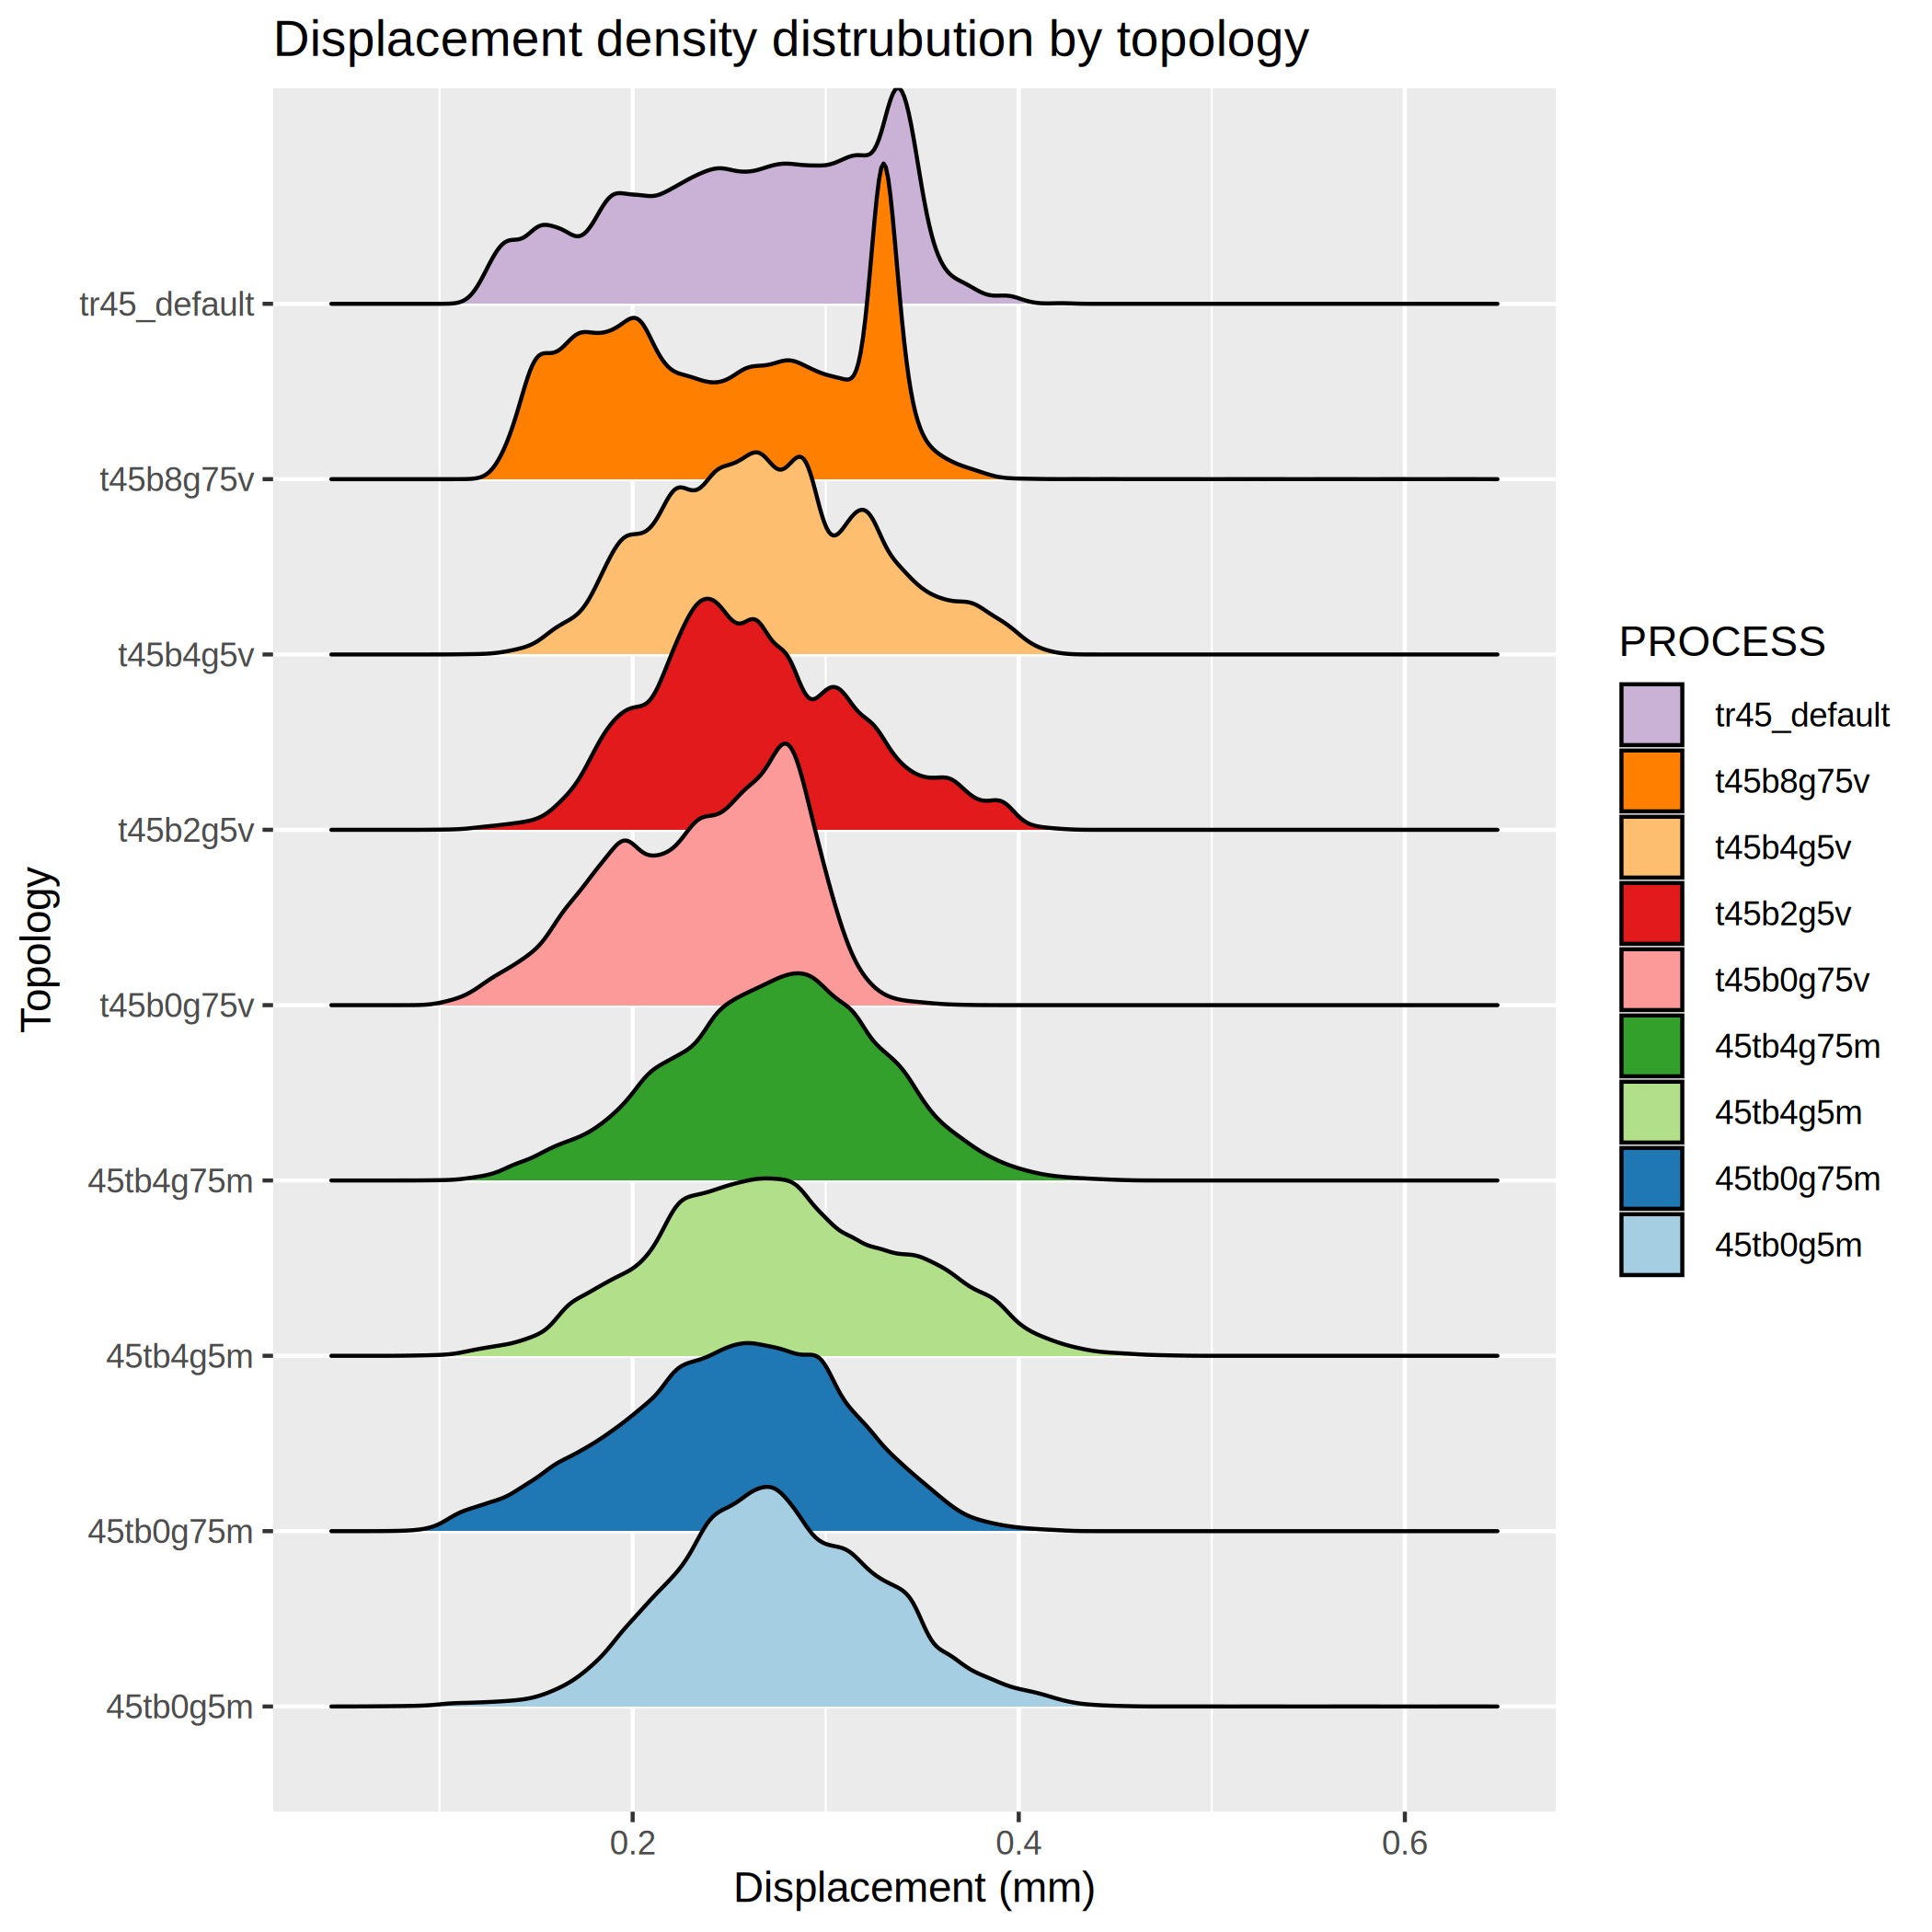 Displacement density distrubution by topology
tr45_default
t45b8g75v
t45b4g5v
t45b2g5v
t45b0g75v
45tb4g75m
45tb4g5m
45tb0g75m
45tb0g5m
Topology
0.2 0.4 0.6
Displacement (mm)
PROCESS
tr45_default
t45b8g75v
t45b4g5v
t45b2g5v
t45b0g75v
45tb4g75m
45tb4g5m
45tb0g75m
45tb0g5m